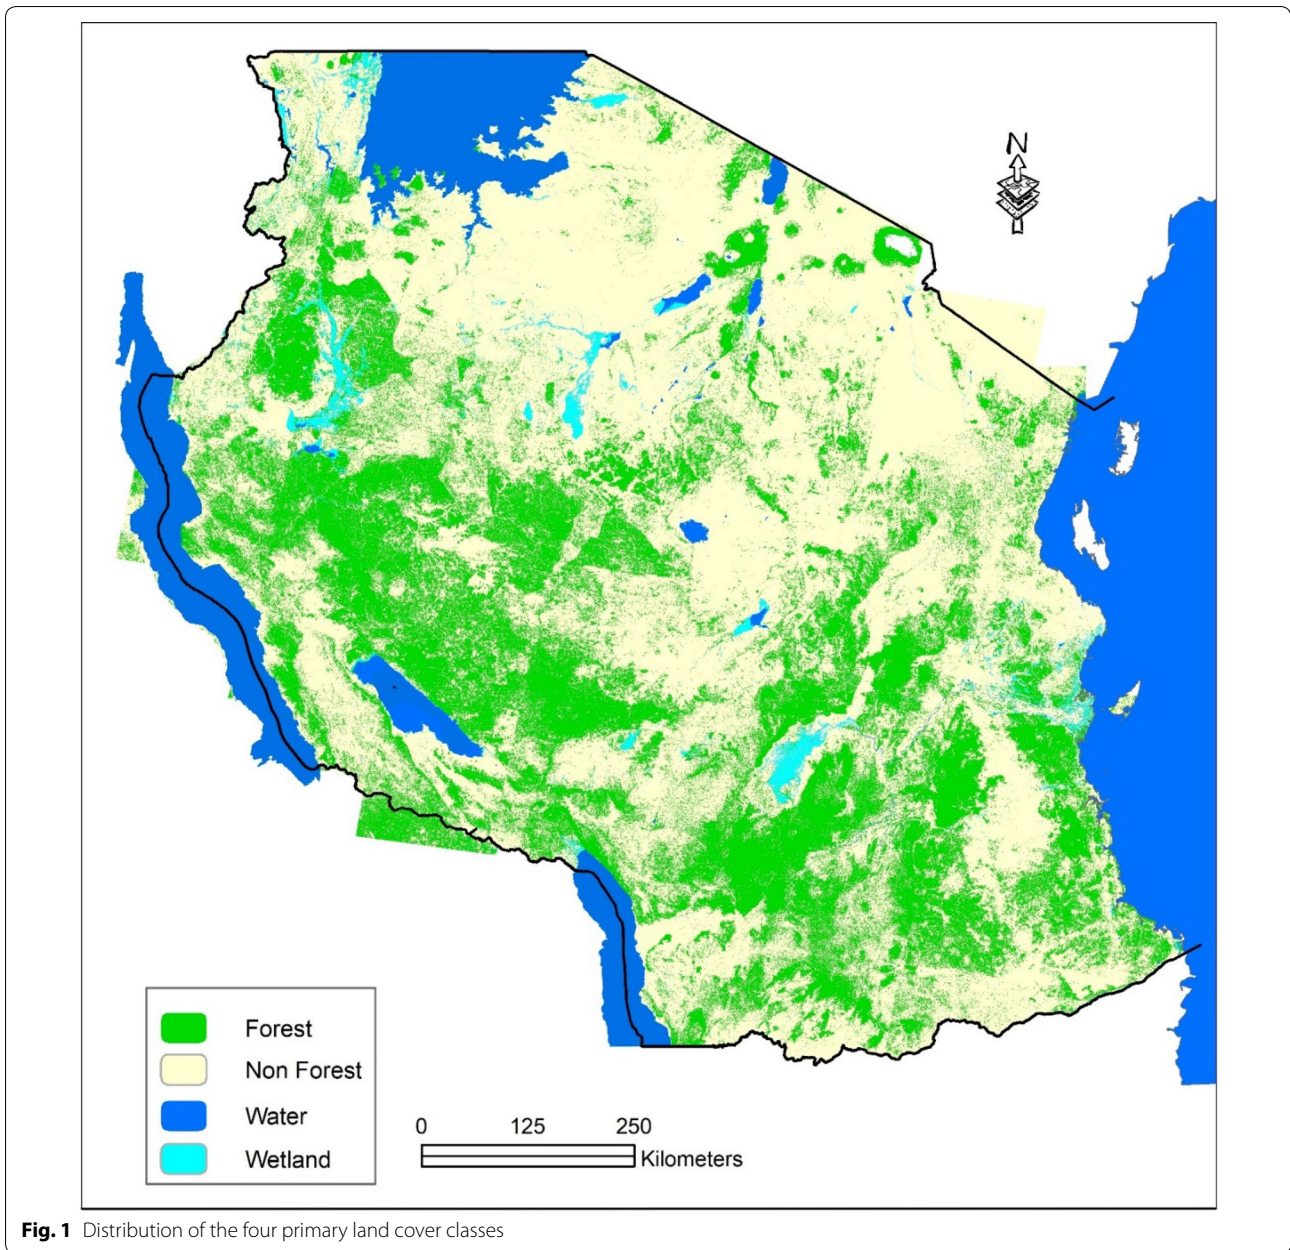 N
Forest
Non Forest
Water
Wetland
0 125 250
Kilometers
Fig. 1 Distribution of the four primary land cover classes